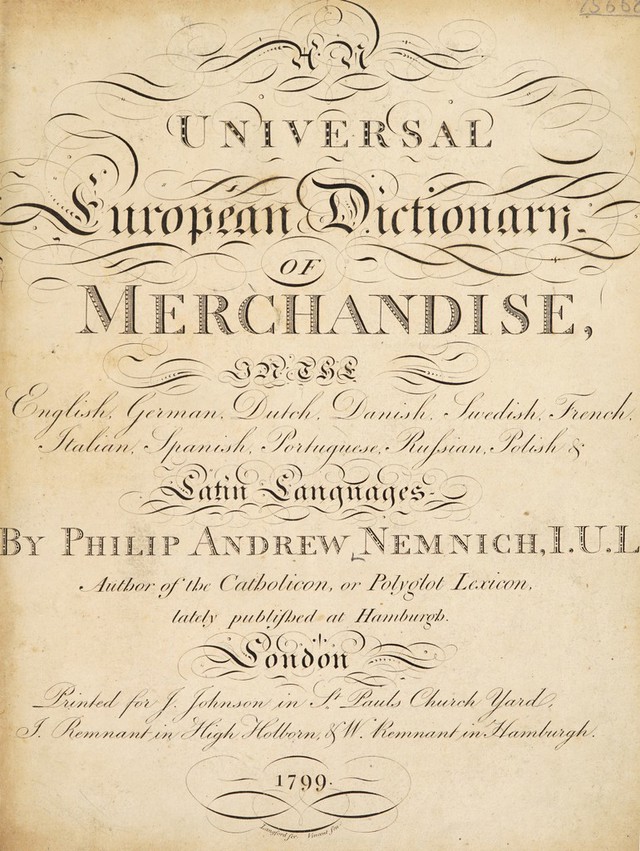 AN
UNIVERSAL
European Dictionary
OF
MERCHANDISE,
IN THE
English, German, Dutch, Danish, Swedish, French,
Italian, Spanish, Portuguese, Ruſsian, Polish &
Latin Languages
BY PHILIP ANDREW NEMNICH, I.U.L
Author of the Catholicon, or Polyglot Lexicon,
lately publiſhed at Hamburgh.
London
Printed for J. Johnson in St. Pauls Church Yard,
J. Remnant in High Holborn, & W. Remnant in Hamburgh.
1799.